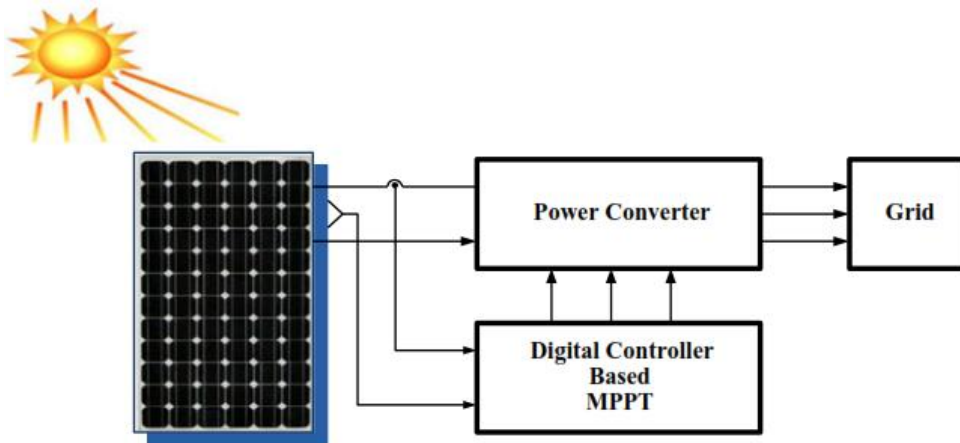 Power Converter
Grid
Digital Controller
Based
MPPT